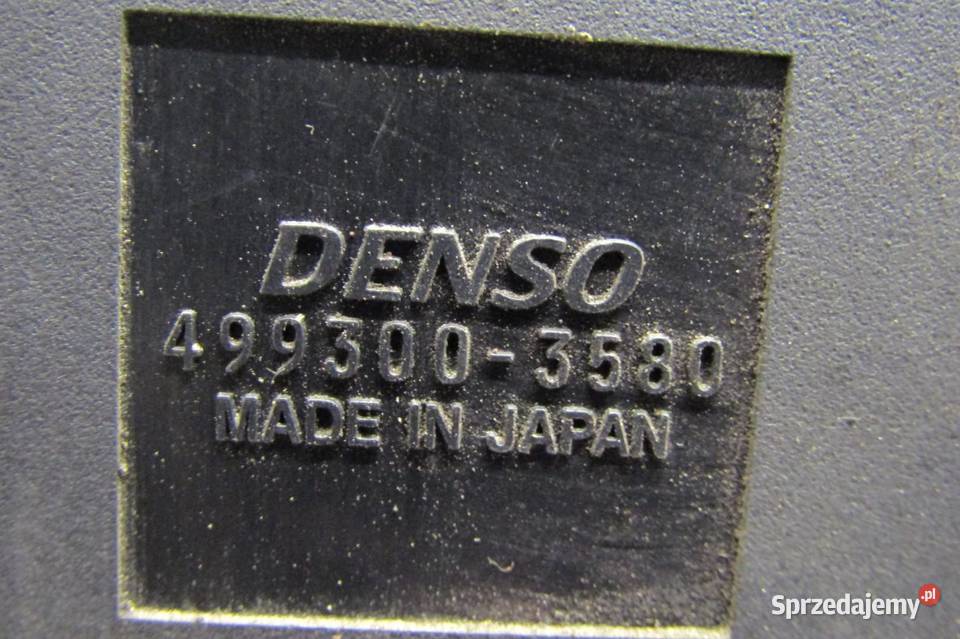 DENSO
499300-3580
MADE IN JAPAN
Sprzedajemy.pl